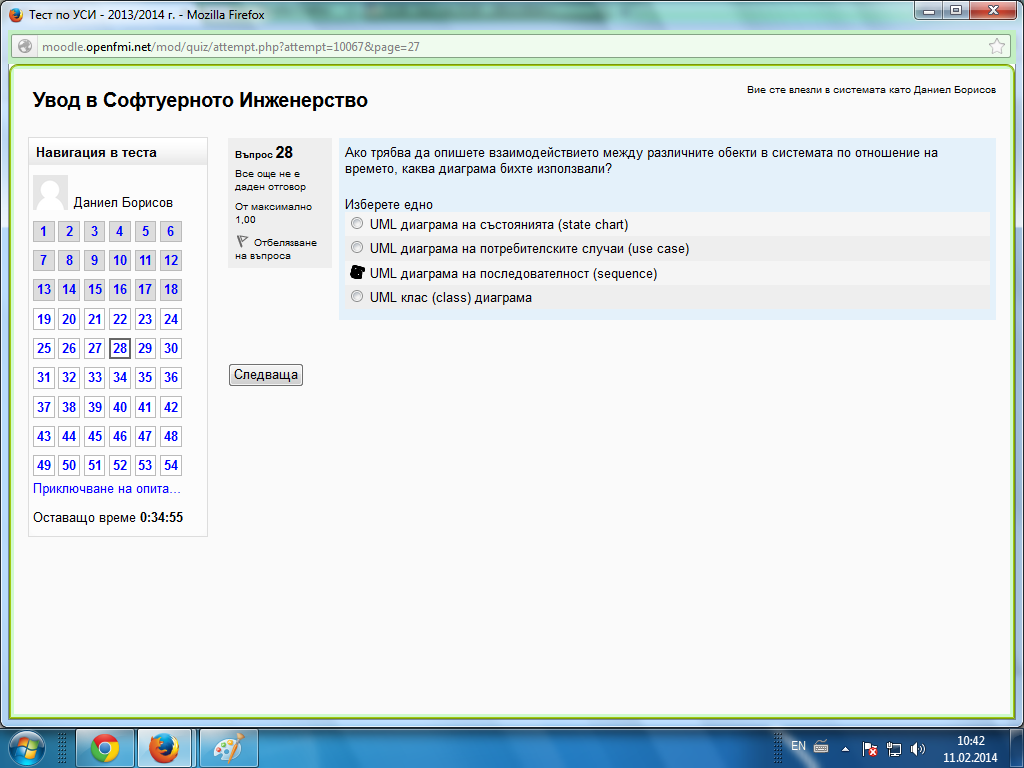 Тест по УСИ - 2013/2014 г. - Mozilla Firefox
moodle.openfmi.net/mod/quiz/attempt.php?attempt=10067&page=27
Вие сте влезли в системата като Даниел Борисов
Увод в Софтуерното Инженерство
Навигация в теста
Даниел Борисов
1 2 3 4 5 6
7 8 9 10 11 12
13 14 15 16 17 18
19 20 21 22 23 24
25 26 27 28 29 30
31 32 33 34 35 36
37 38 39 40 41 42
43 44 45 46 47 48
49 50 51 52 53 54
Приключване на опита...
Оставащо време 0:34:55
Въпрос 28
Все още не е
даден отговор
От максимално
1,00
Отбелязване
на въпроса
Ако трябва да опишете взаимодействието между различните обекти в системата по отношение на
времето, каква диаграма бихте използвали?
Изберете едно
UML диаграма на състоянията (state chart)
UML диаграма на потребителските случаи (use case)
UML диаграма на последователност (sequence)
UML клас (class) диаграма
Следваща
EN
10:42
11.02.2014